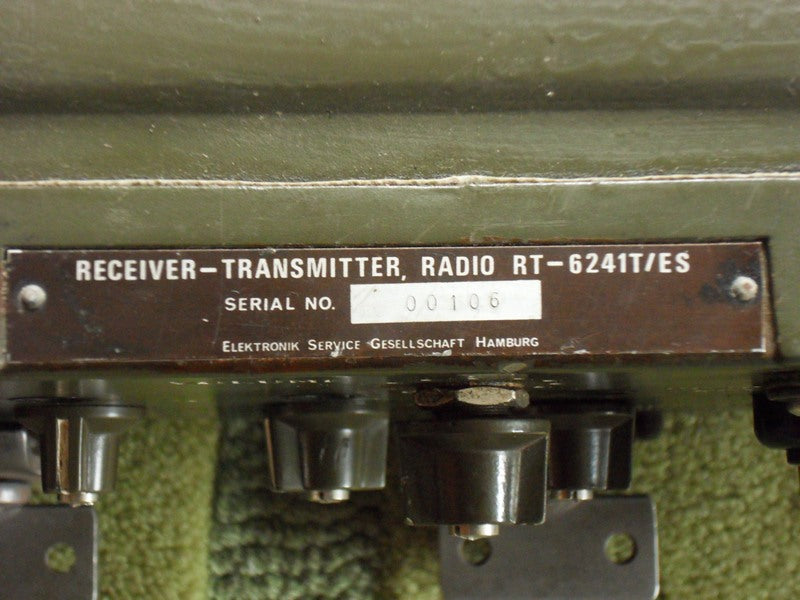 RECEIVER-TRANSMITTER, RADIO RT-6241T/ES
SERIAL NO. 00106
ELEKTRONIK SERVICE GESELLSCHAFT HAMBURG